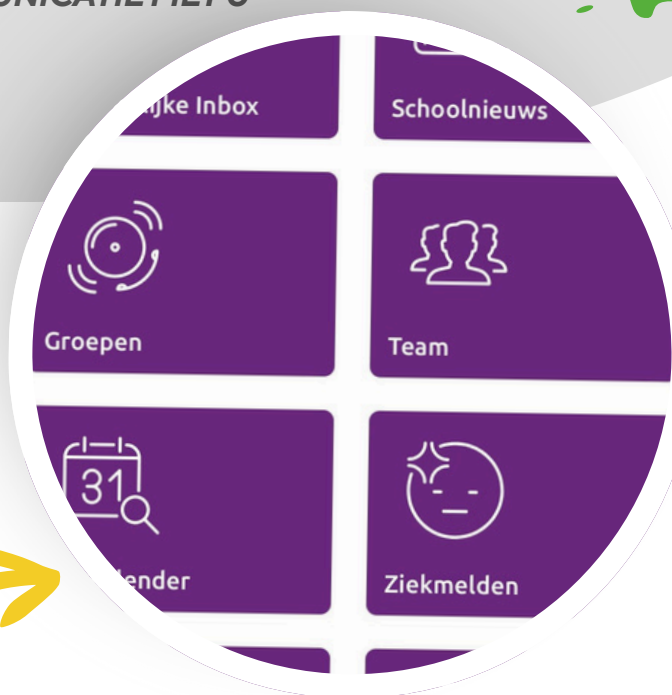 ijke Inbox
Schoolnieuws
Groepen
Team
31
ender
Ziekmelden